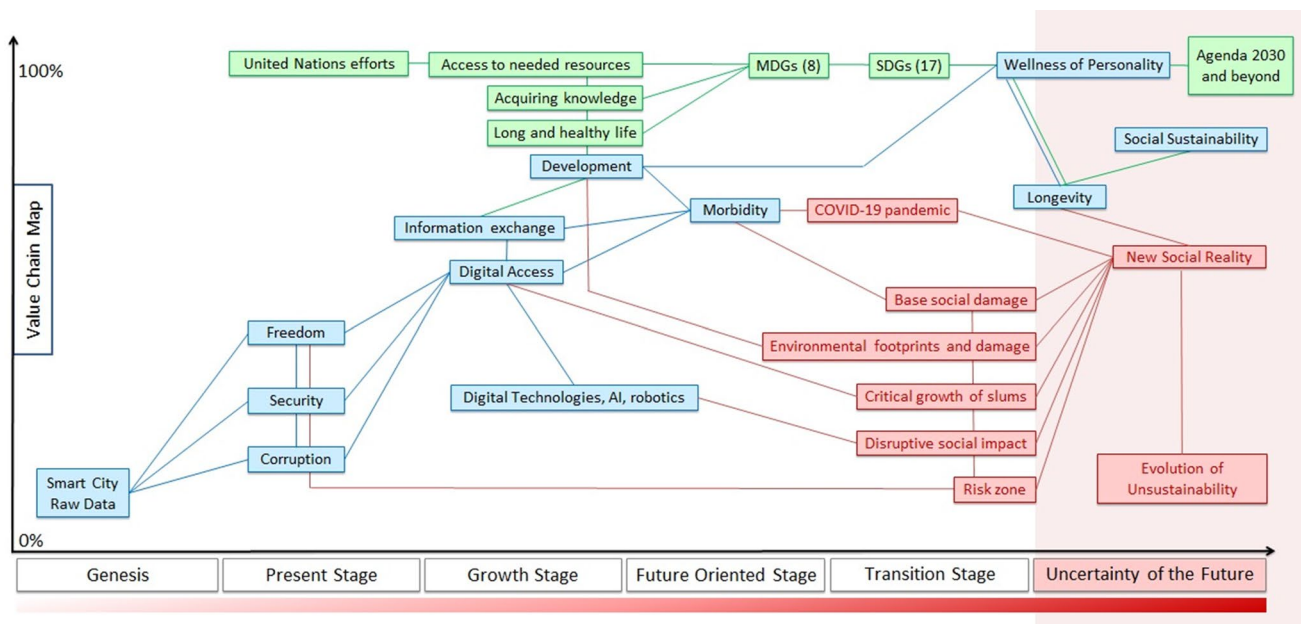 100%
United Nations efforts
Access to needed resources
MDGs (8)
SDGs (17)
Wellness of Personality
Agenda 2030
and beyond
Acquiring knowledge
Long and healthy life
Social Sustainability
Development
Longevity
Morbidity
COVID-19 pandemic
Information exchange
New Social Reality
Digital Access
Value Chain Map
Base social damage
Freedom
Environmental footprints and damage
Security
Digital Technologies, AI, robotics
Critical growth of slums
Disruptive social impact
Corruption
Evolution of
Unsustainability
Smart City
Raw Data
Risk zone
0%
Genesis
Present Stage
Growth Stage
Future Oriented Stage
Transition Stage
Uncertainty of the Future